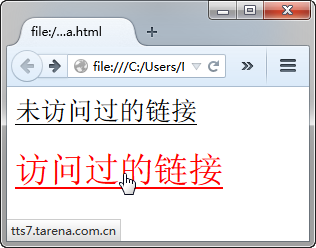 file:/...a.html
file:///C:/Users/l
未访问过的链接
访问过的链接
tts7.tarena.com.cn